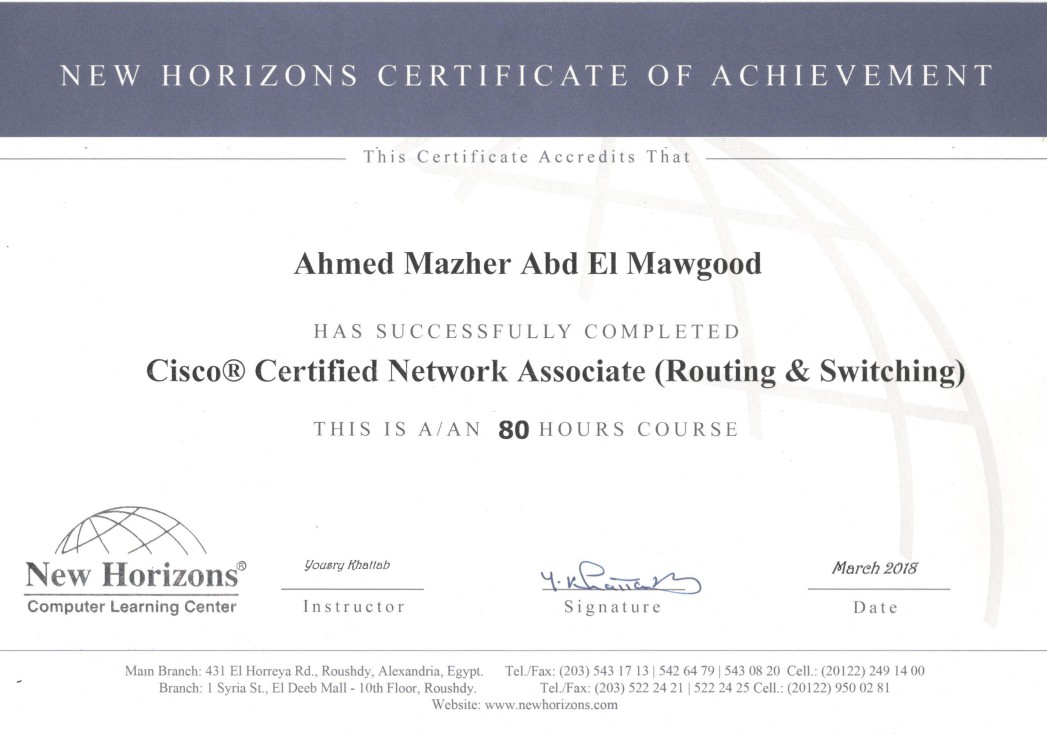 NEW HORIZONS CERTIFICATE OF ACHIEVEMENT
This Certificate Accredits That
Ahmed Mazher Abd El Mawgood
HAS SUCCESSFULLY COMPLETED
Cisco® Certified Network Associate (Routing & Switching)
THIS IS A/AN 80 HOURS COURSE
New Horizons®
Computer Learning Center
Yousry Khattab
Instructor
Y. Khattab
Signature
March 2018
Date
Main Branch: 431 El Horreya Rd., Roushdy, Alexandria, Egypt. Tel./Fax: (203) 543 17 13 | 542 64 79 | 543 08 20 Cell.: (20122) 249 14 00
Branch: 1 Syria St., El Deeb Mall - 10th Floor, Roushdy. Tel./Fax: (203) 522 24 21 | 522 24 25 Cell.: (20122) 950 02 81
Website: www.newhorizons.com